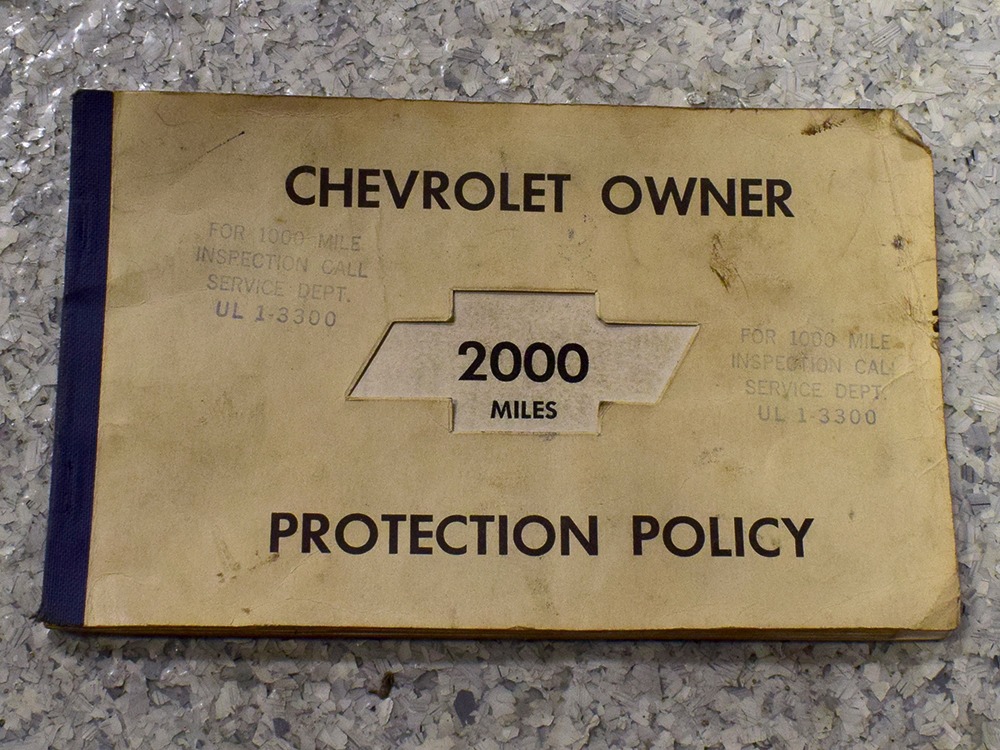 CHEVROLET OWNER
FOR 1000 MILE
INSPECTION CALL
SERVICE DEPT.
UL 1-3300
2000
MILES
FOR 1000 MILE
INSPECTION CAL
SERVICE DEPT.
UL 1-3300
PROTECTION POLICY